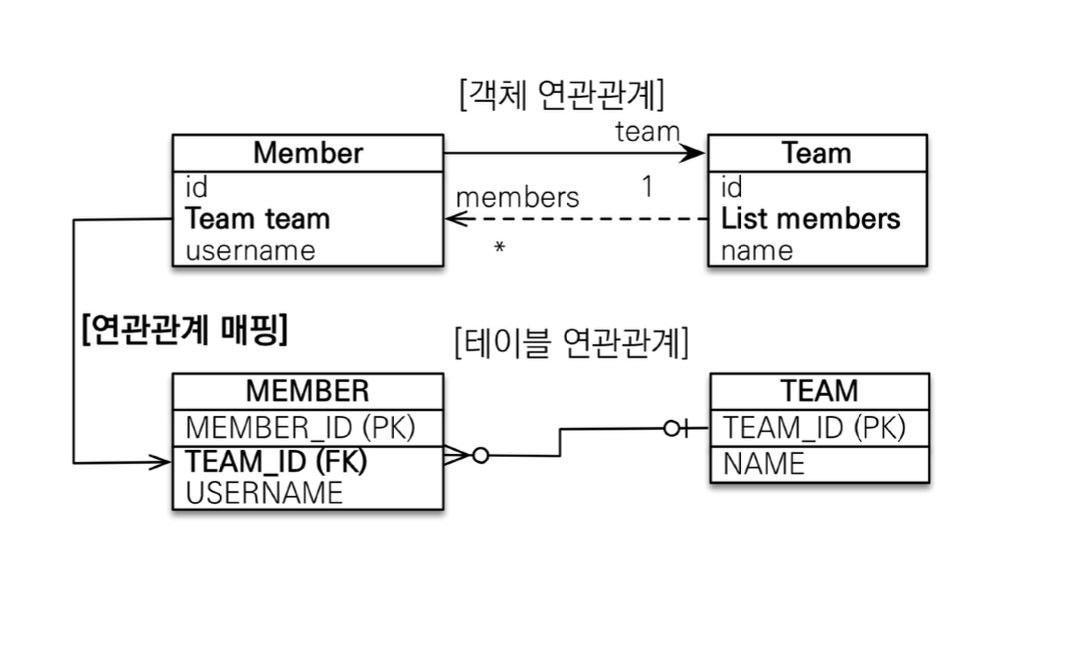 [객체 연관관계]
team
Member
Team
id
Team team
username
members
1
*
id
List members
name
[연관관계 매핑]
[테이블 연관관계]
MEMBER
MEMBER_ID (PK)
TEAM_ID (FK)
USERNAME
TEAM
TEAM_ID (PK)
NAME